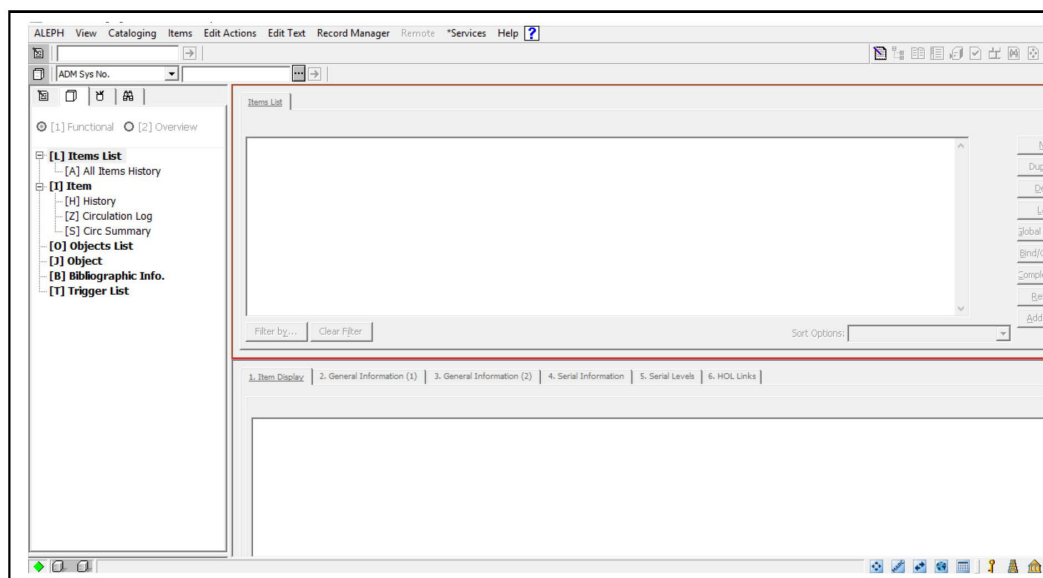 ALEPH View Cataloging Items Edit Actions Edit Text Record Manager Remote *Services Help ?
ADM Sys No.
[1] Functional [2] Overview
[L] Items List
[A] All Items History
[I] Item
[H] History
[Z] Circulation Log
[S] Circ Summary
[O] Objects List
[J] Object
[B] Bibliographic Info.
[T] Trigger List
Items List
Filter by...
Clear Filter
Sort Options:
Global
Bind/
Add
1. Item Display
2. General Information (1)
3. General Information (2)
4. Serial Information
5. Serial Levels
6. HOL Links